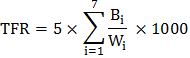 TFR = 5 × ∑_{i=1}^{7} B_i/W_i × 1000